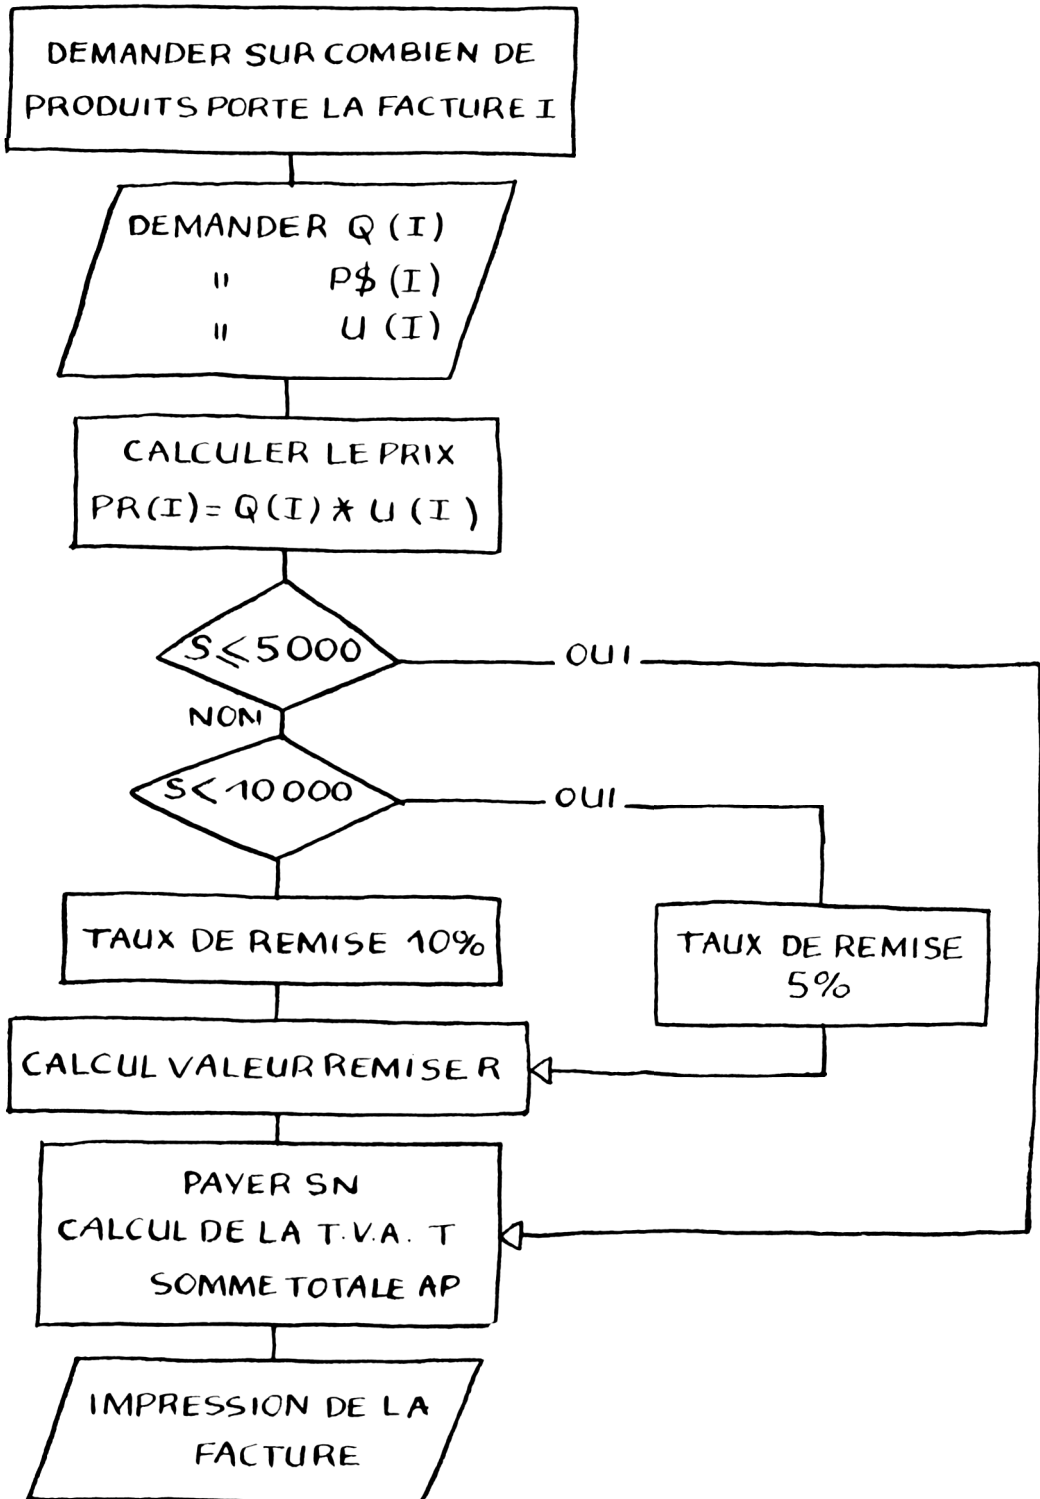 DEMANDER SUR COMBIEN DE
PRODUITS PORTE LA FACTURE I
DEMANDER Q (I)
" P$ (I)
" U (I)
CALCULER LE PRIX
PR(I) = Q(I) * U (I)
S ≤ 5000
OUI
NON
S < 10 000
OUI
TAUX DE REMISE 10%
TAUX DE REMISE
5%
CALCUL VALEUR REMISE R
PAYER SN
CALCUL DE LA T.V.A. T
SOMME TOTALE AP
IMPRESSION DE LA
FACTURE